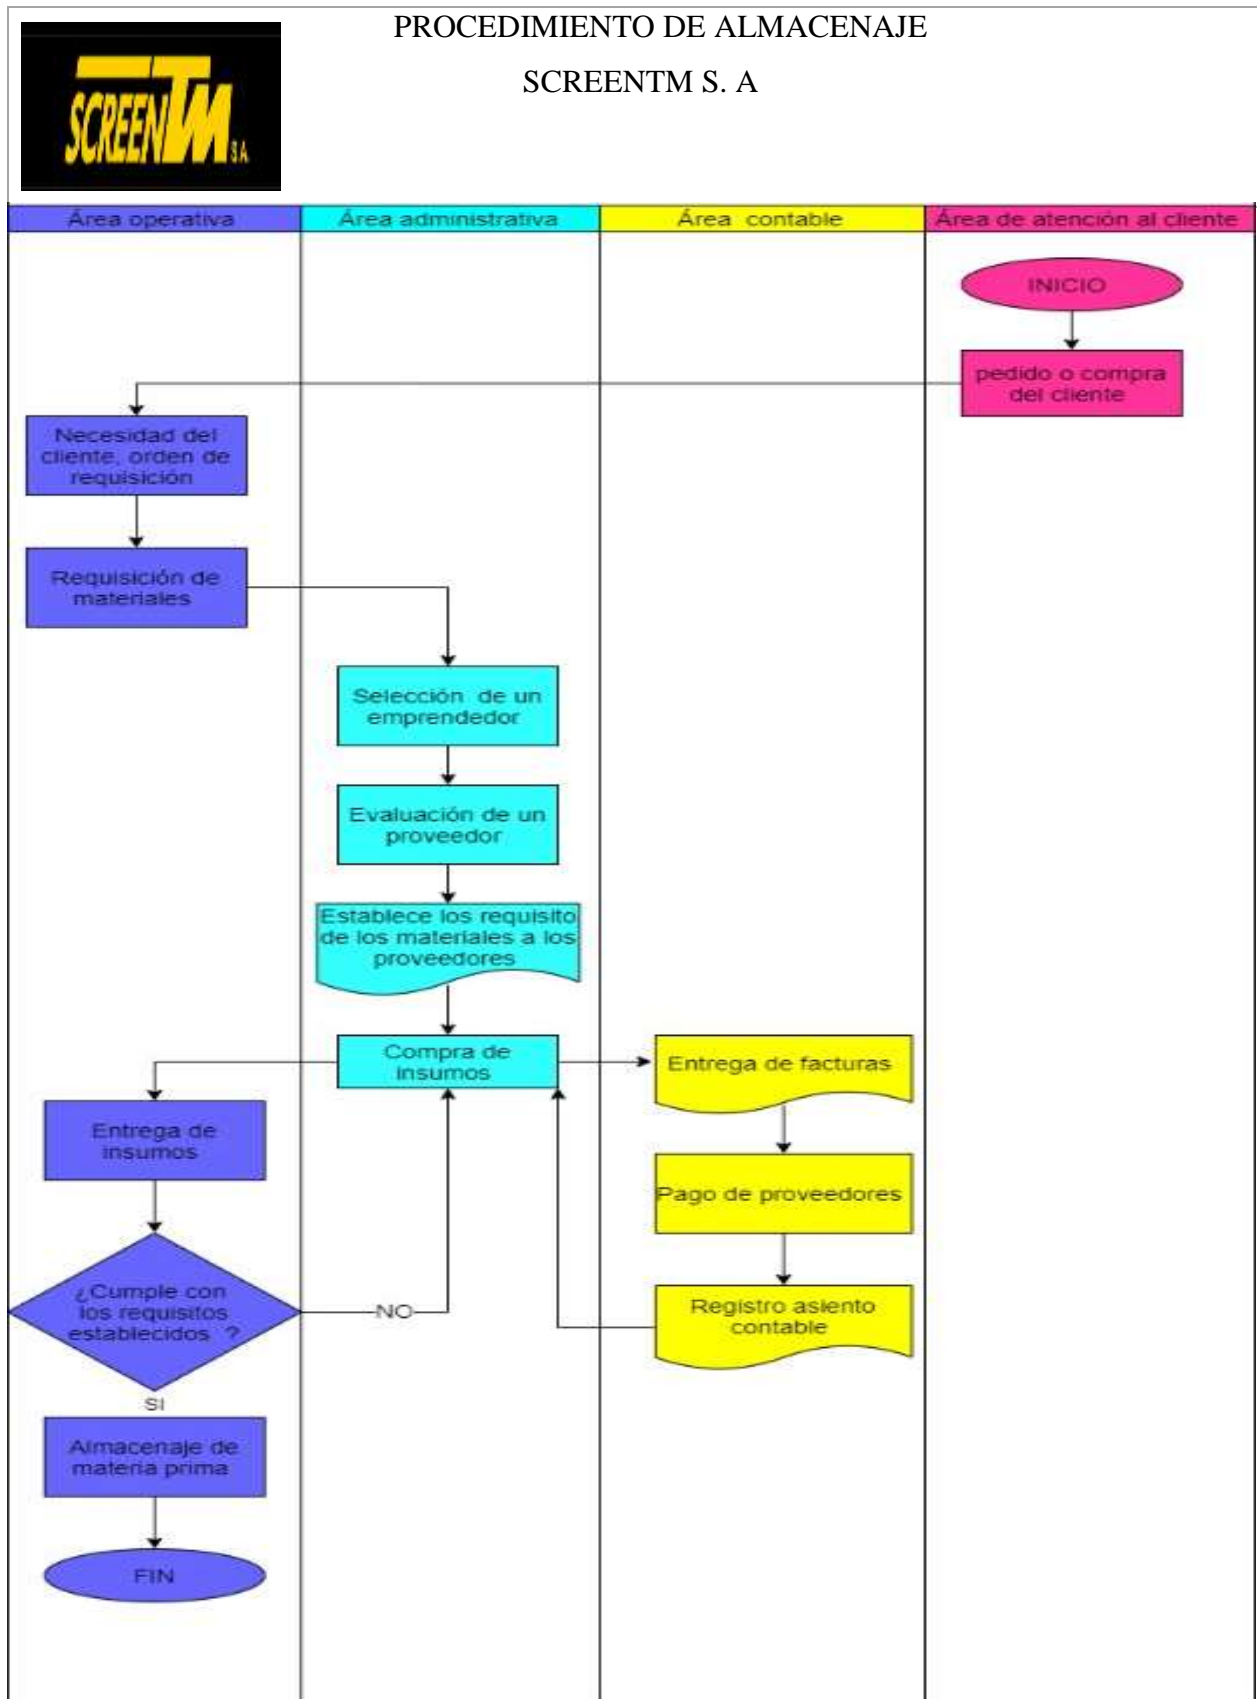 PROCEDIMIENTO DE ALMACENAJE
SCREENTM S. A
SCREENTM S.A.
Área operativa
Área administrativa
Área contable
Área de atención al cliente
INICIO
pedido o compra
del cliente
Necesidad del
cliente, orden de
requisición
Requisición de
materiales
Selección de un
emprendedor
Evaluación de un
proveedor
Establece los requisito
de los materiales a los
proveedores
Compra de
insumos
Entrega de facturas
Entrega de
insumos
Pago de proveedores
¿Cumple con
los requisitos
establecidos ?
NO
Registro asiento
contable
SI
Almacenaje de
materia prima
FIN